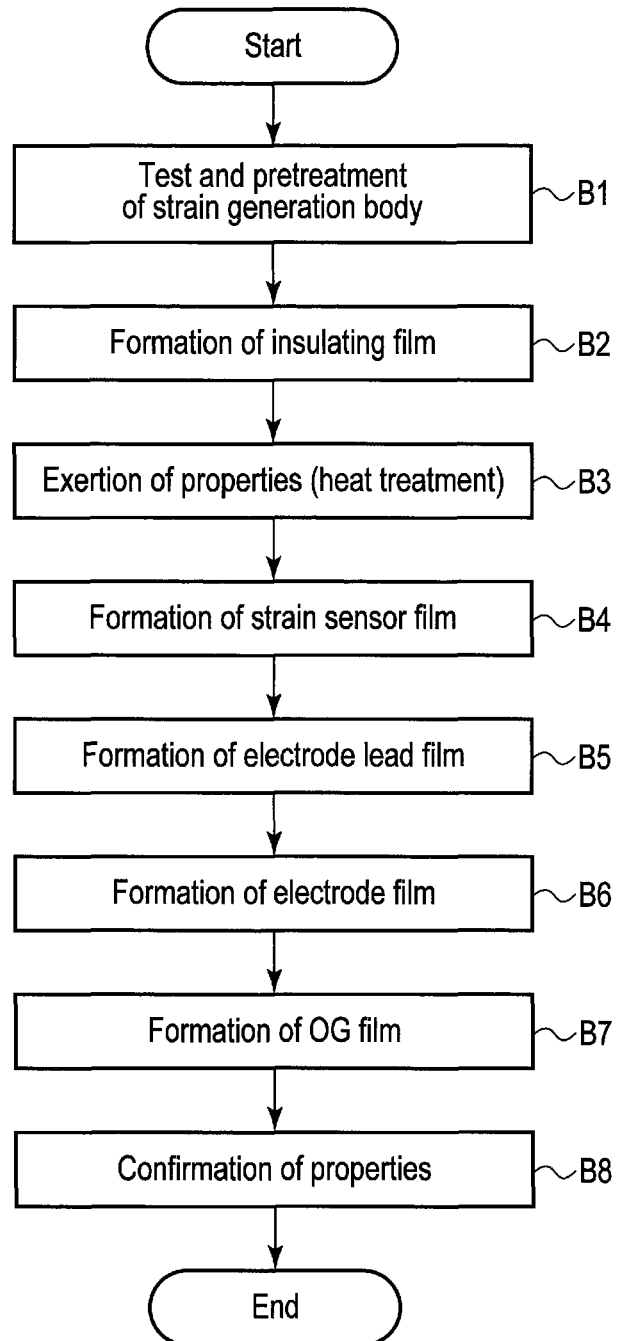 Start
Test and pretreatment
of strain generation body
B1
Formation of insulating film
B2
Exertion of properties (heat treatment)
B3
Formation of strain sensor film
B4
Formation of electrode lead film
B5
Formation of electrode film
B6
Formation of OG film
B7
Confirmation of properties
B8
End